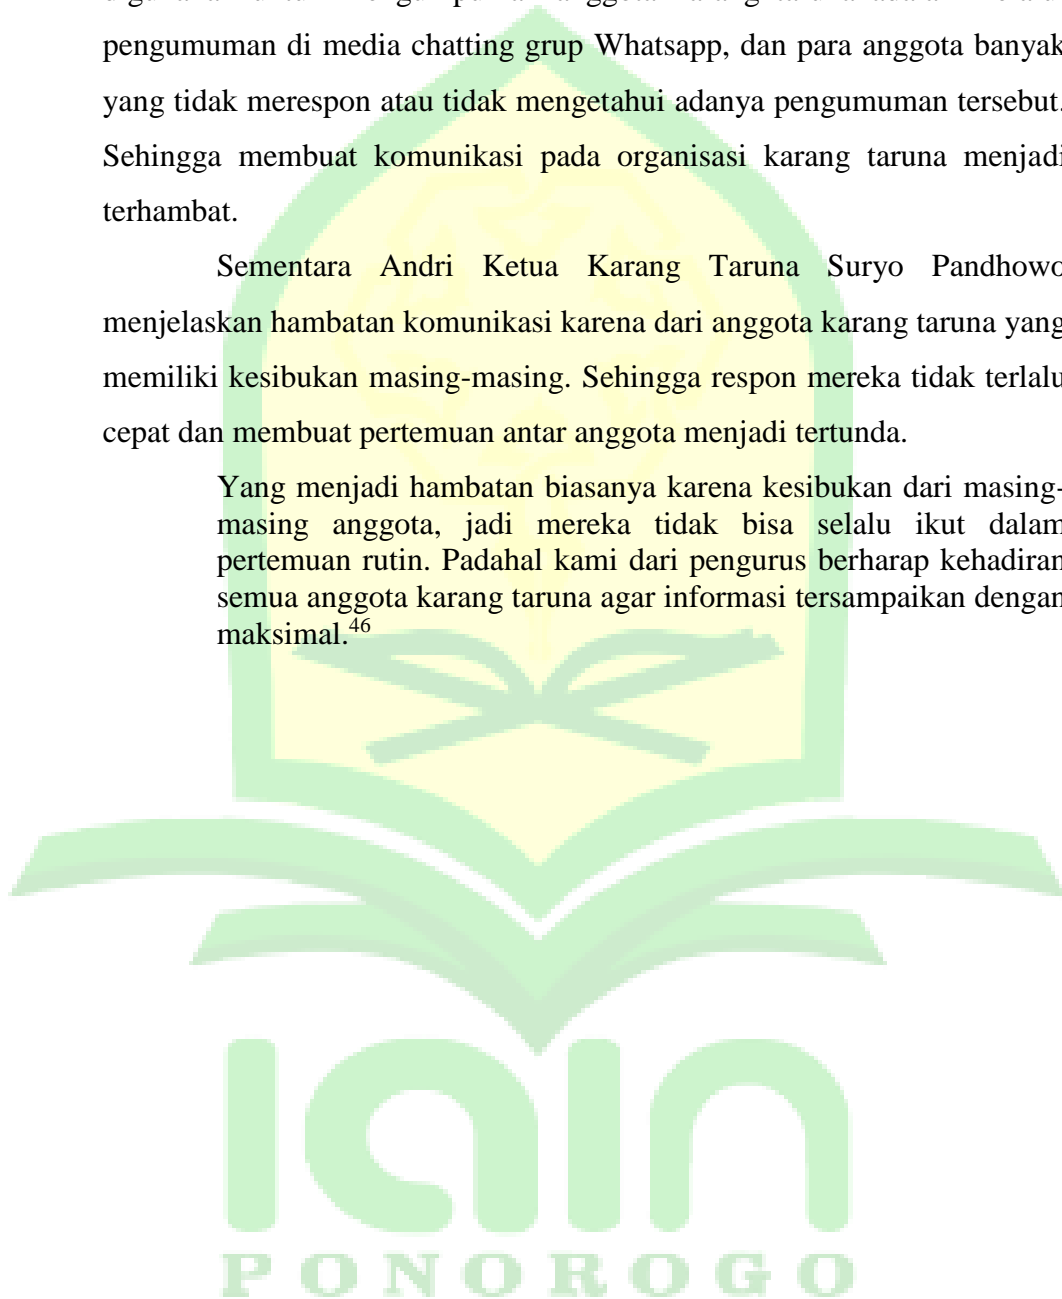 pengumuman di media chatting grup Whatsapp, dan para anggota banyak
yang tidak merespon atau tidak mengetahui adanya pengumuman tersebut.
Sehingga membuat komunikasi pada organisasi karang taruna menjadi
terhambat.
Sementara Andri Ketua Karang Taruna Suryo Pandhowo
menjelaskan hambatan komunikasi karena dari anggota karang taruna yang
memiliki kesibukan masing-masing. Sehingga respon mereka tidak terlalu
cepat dan membuat pertemuan antar anggota menjadi tertunda.
Yang menjadi hambatan biasanya karena kesibukan dari masing-
masing anggota, jadi mereka tidak bisa selalu ikut dalam
pertemuan rutin. Padahal kami dari pengurus berharap kehadiran
semua anggota karang taruna agar informasi tersampaikan dengan
maksimal.46
IAIN
PONOROGO